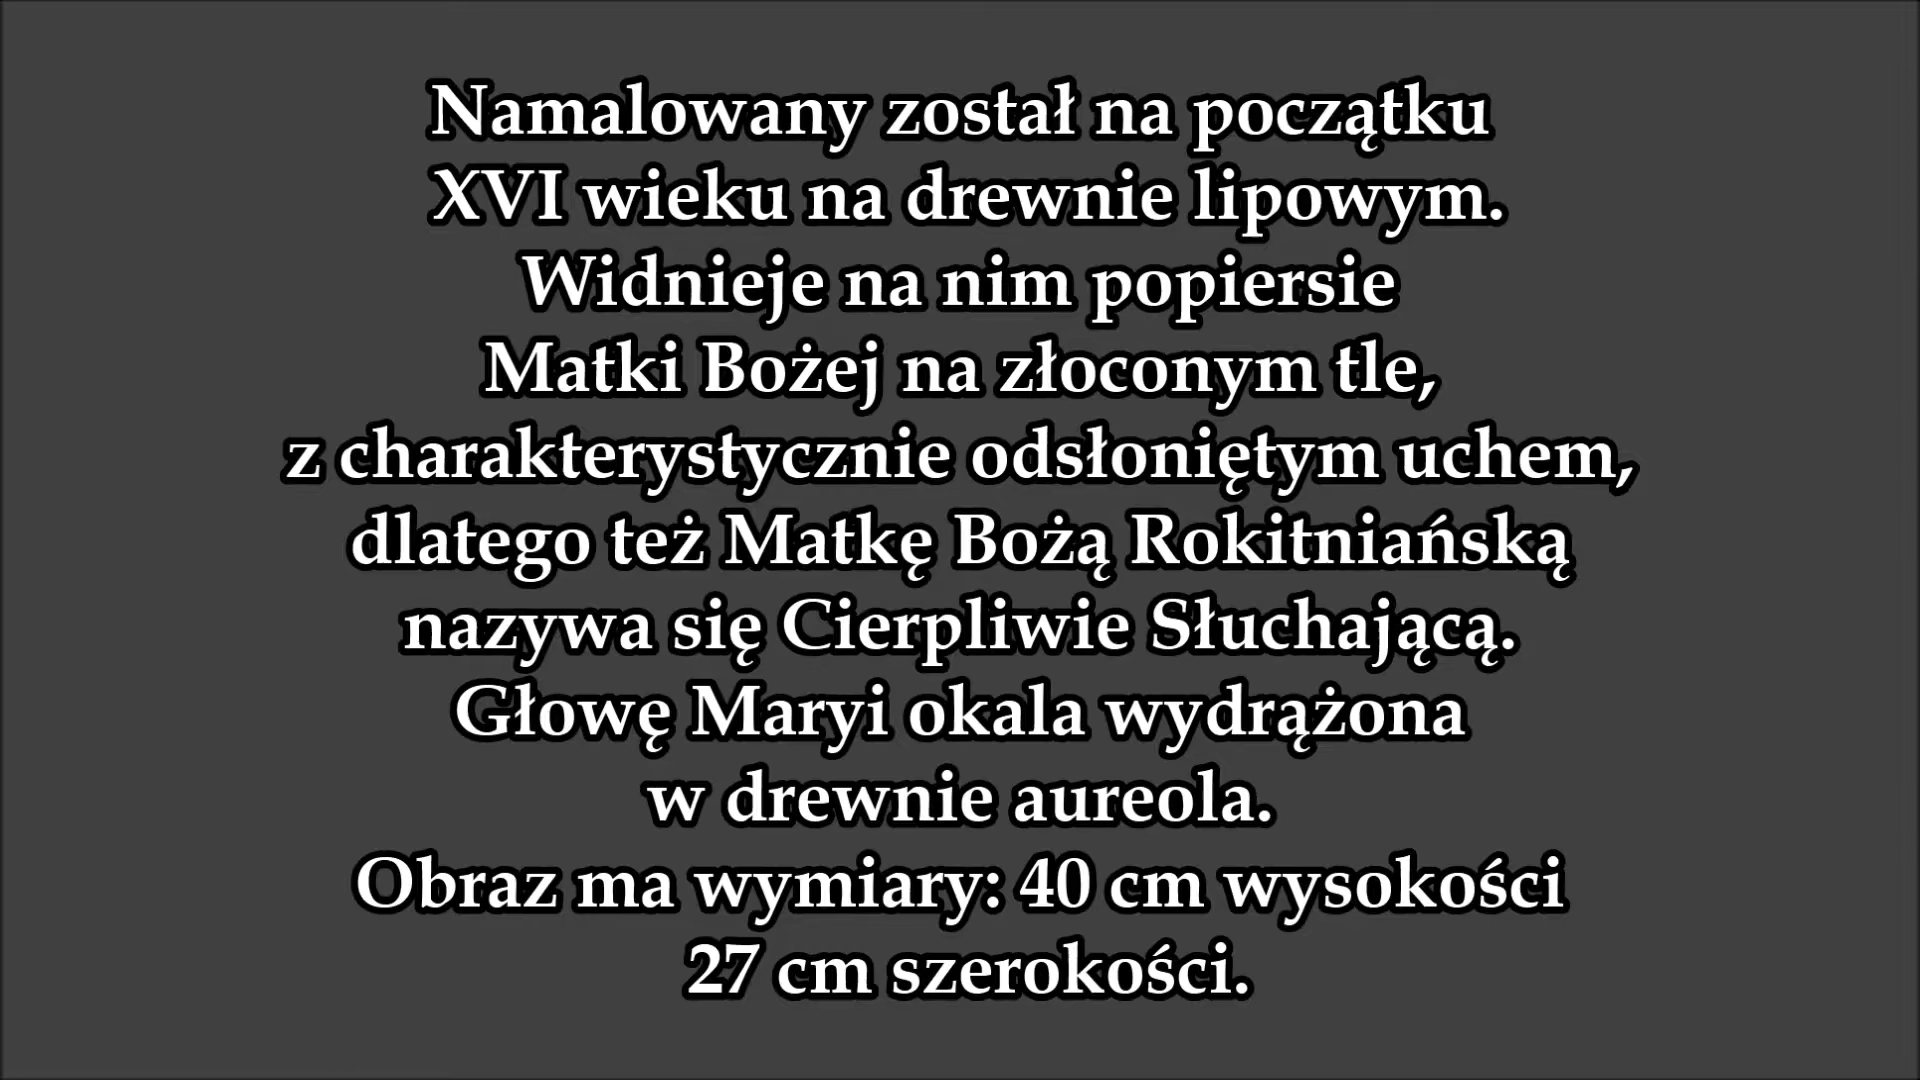 Namalowany został na początku
XVI wieku na drewnie lipowym.
Widnieje na nim popiersie
Matki Bożej na złoconym tle,
z charakterystycznie odsłoniętym uchem,
dlatego też Matkę Bożą Rokitniańską
nazywa się Cierpliwie Słuchającą.
Głowę Maryi okala wydrążona
w drewnie aureola.
Obraz ma wymiary: 40 cm wysokości
27 cm szerokości.